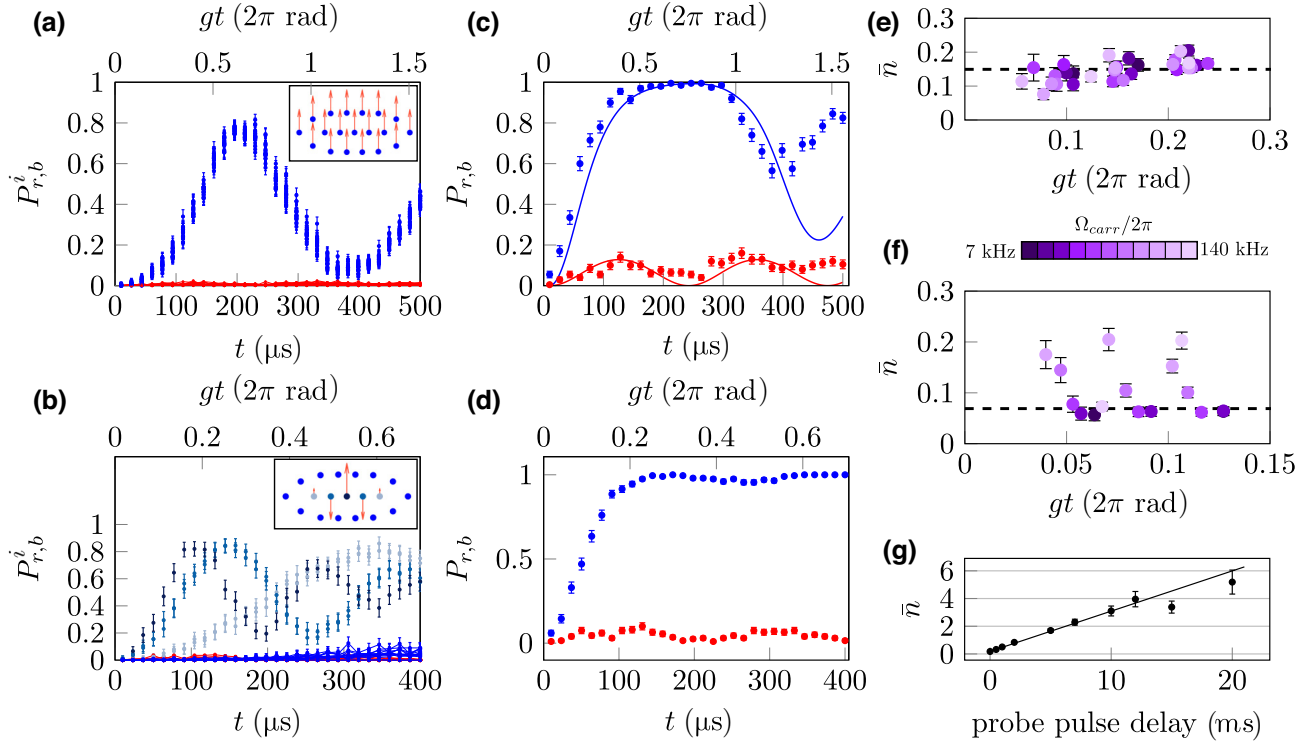 (a)
gt (2π rad)
0 0.5 1 1.5
1
0.8
0.6
0.4
0.2
0
P^i_{r,b}
0 100 200 300 400 500
t (μs)
(c)
gt (2π rad)
0 0.5 1 1.5
1
0.8
0.6
0.4
0.2
0
P_{r,b}
0 100 200 300 400 500
t (μs)
(e)
0.3
0.2
0.1
0
n̄
0.1 0.2 0.3
gt (2π rad)
Ω_{carr}/2π
7 kHz 140 kHz
(f)
0.3
0.2
0.1
0
n̄
0 0.05 0.1 0.15
gt (2π rad)
(b)
gt (2π rad)
0 0.2 0.4 0.6
1
0.8
0.6
0.4
0.2
0
P^i_{r,b}
0 100 200 300 400
t (μs)
(d)
gt (2π rad)
0 0.2 0.4 0.6
1
0.5
0
P_{r,b}
0 100 200 300 400
t (μs)
(g)
6
4
2
0
n̄
0 10 20
probe pulse delay (ms)